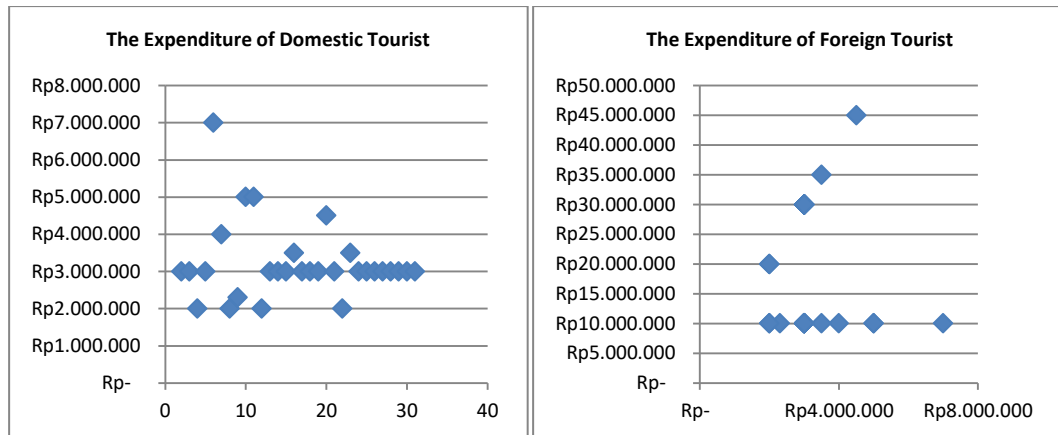 The Expenditure of Domestic Tourist
Rp8.000.000
Rp7.000.000
Rp6.000.000
Rp5.000.000
Rp4.000.000
Rp3.000.000
Rp2.000.000
Rp1.000.000
Rp-
0 10 20 30 40
The Expenditure of Foreign Tourist
Rp50.000.000
Rp45.000.000
Rp40.000.000
Rp35.000.000
Rp30.000.000
Rp25.000.000
Rp20.000.000
Rp15.000.000
Rp10.000.000
Rp5.000.000
Rp-
Rp- Rp4.000.000 Rp8.000.000